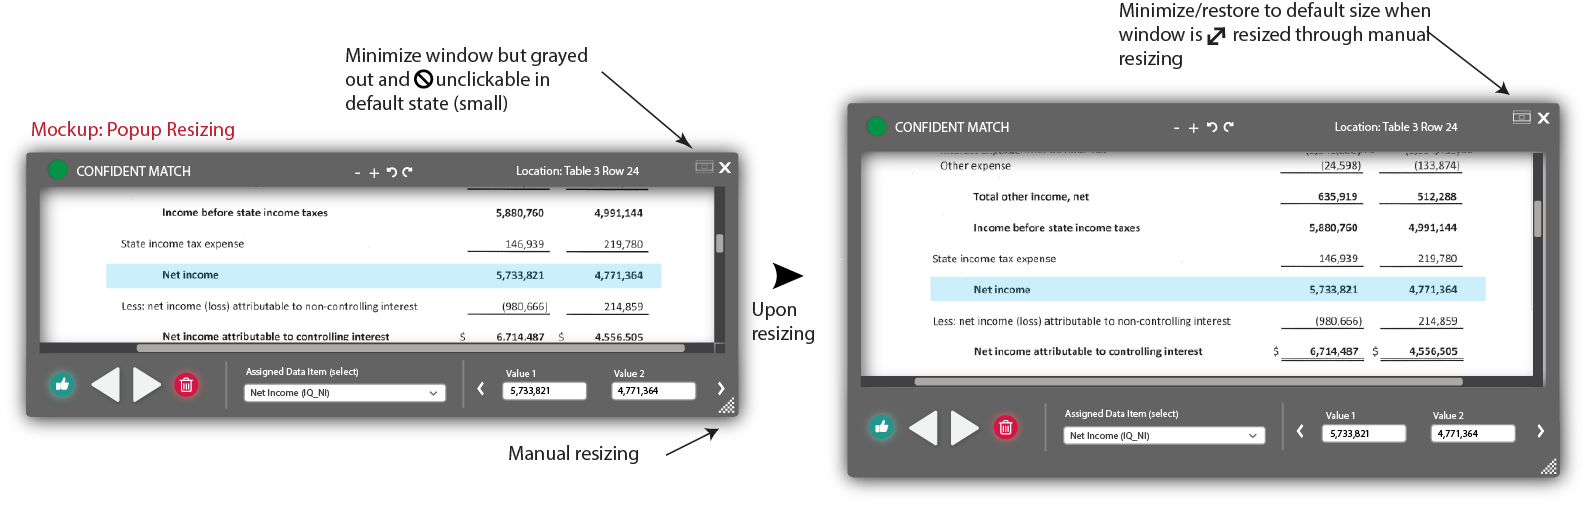 Minimize window but grayed
out and unclickable in
default state (small)
Mockup: Popup Resizing
CONFIDENT MATCH
- +
Location: Table 3 Row 24
X
Income before state income taxes 5,880,760 4,991,144
State income tax expense 146,939 219,780
Net income 5,733,821 4,771,364
Less: net income (loss) attributable to non-controlling interest (980,666) 214,859
Net income attributable to controlling interest $ 6,714,487 $ 4,556,505
Assigned Data Item (select)
Net Income (IQ_NI)
Value 1
5,733,821
Value 2
4,771,364
Manual resizing
Upon
resizing
Minimize/restore to default size when
window is resized through manual
resizing
CONFIDENT MATCH
- +
Location: Table 3 Row 24
X
Other expense (24,598) (133,874)
Total other income, net 635,919 512,288
Income before state income taxes 5,880,760 4,991,144
State income tax expense 146,939 219,780
Net income 5,733,821 4,771,364
Less: net income (loss) attributable to non-controlling interest (980,666) 214,859
Net income attributable to controlling interest $ 6,714,487 $ 4,556,505
Assigned Data Item (select)
Net Income (IQ_NI)
Value 1
5,733,821
Value 2
4,771,364